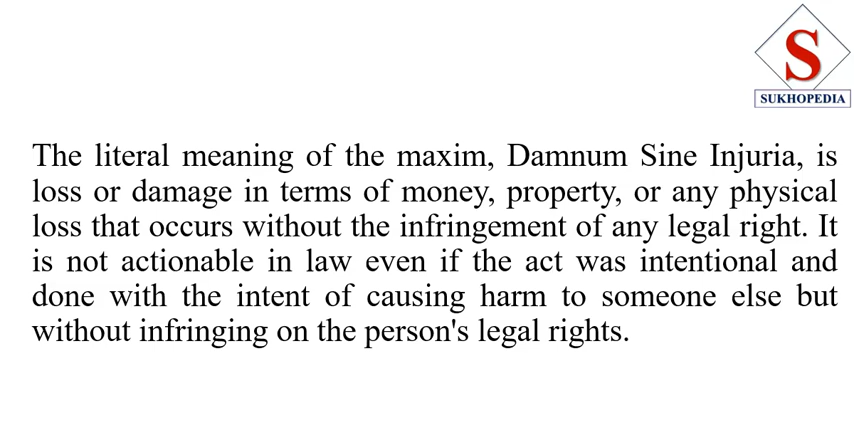 S
SUKHOPEDIA
The literal meaning of the maxim, Damnum Sine Injuria, is
loss or damage in terms of money, property, or any physical
loss that occurs without the infringement of any legal right. It
is not actionable in law even if the act was intentional and
done with the intent of causing harm to someone else but
without infringing on the person's legal rights.